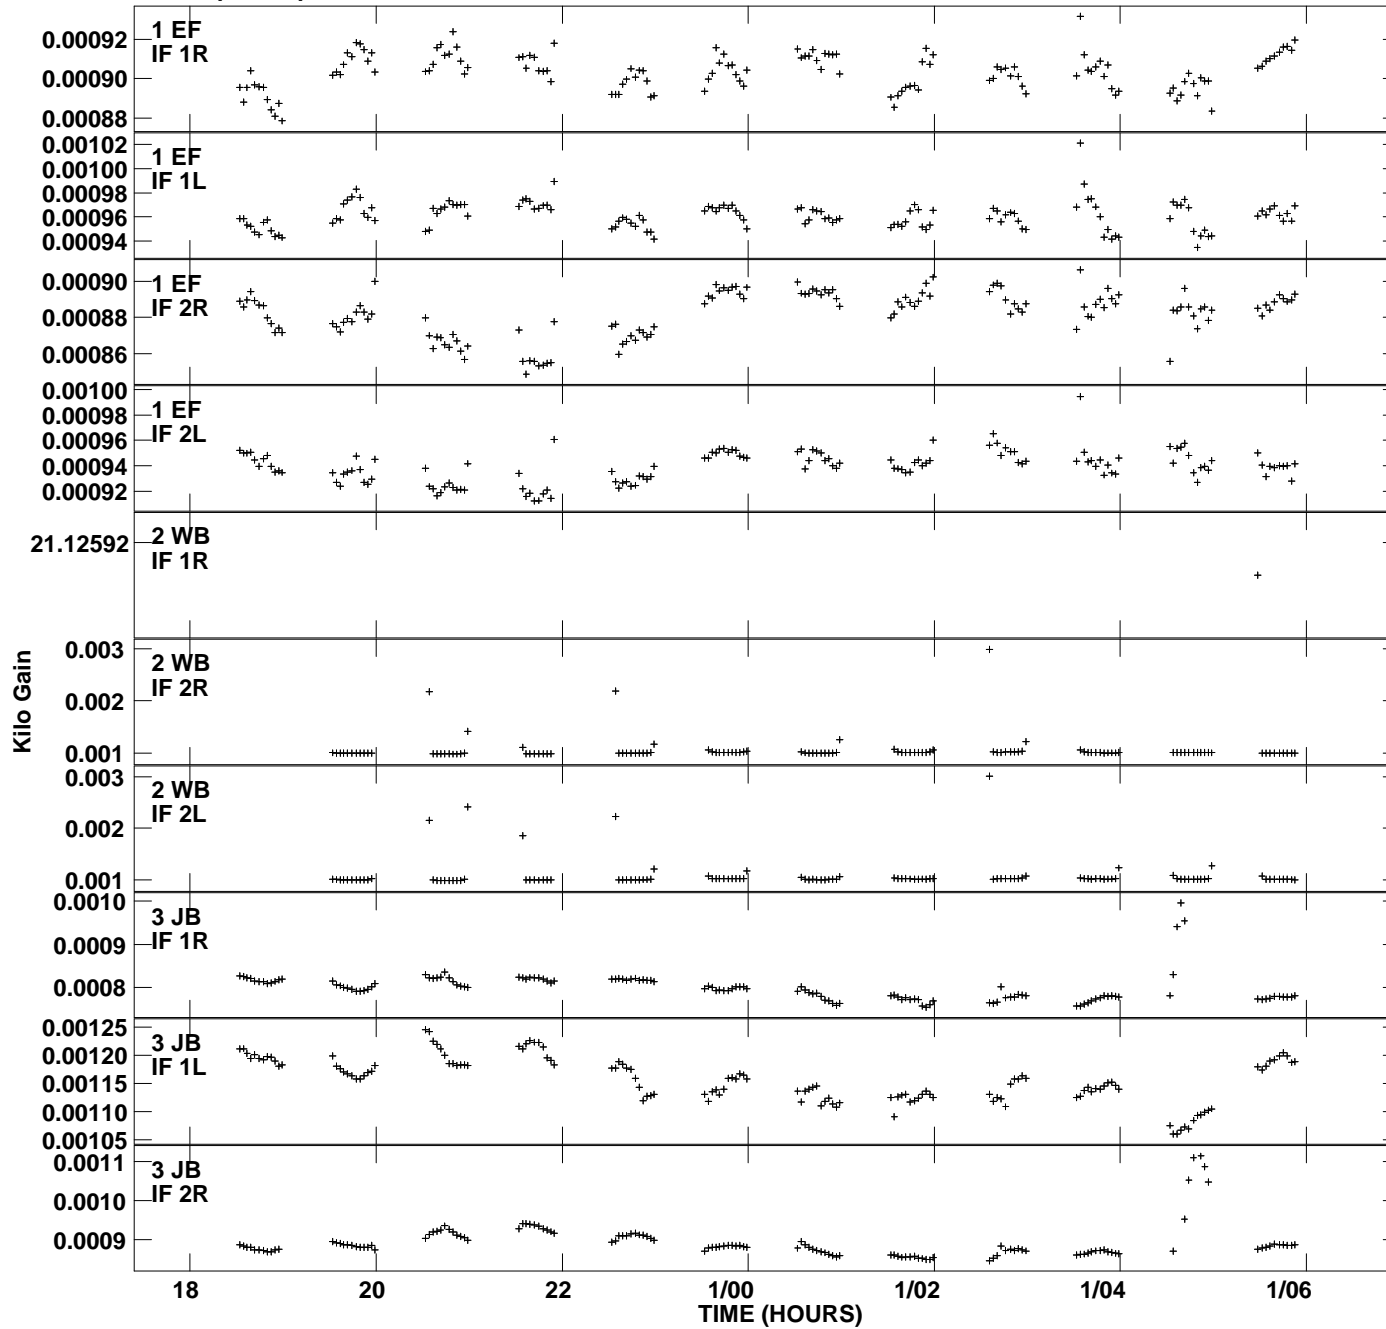 1 EF
IF 1R
0.00092
0.00090
0.00088
1 EF
IF 1L
0.00102
0.00100
0.00098
0.00096
0.00094
1 EF
IF 2R
0.00090
0.00088
0.00086
1 EF
IF 2L
0.00100
0.00098
0.00096
0.00094
0.00092
2 WB
IF 1R
21.12592
2 WB
IF 2R
0.003
0.002
0.001
2 WB
IF 2L
0.003
0.002
0.001
3 JB
IF 1R
0.0010
0.0009
0.0008
3 JB
IF 1L
0.00125
0.00120
0.00115
0.00110
0.00105
3 JB
IF 2R
0.0011
0.0010
0.0009
Kilo Gain
18 20 22 1/00 1/02 1/04 1/06
TIME (HOURS)